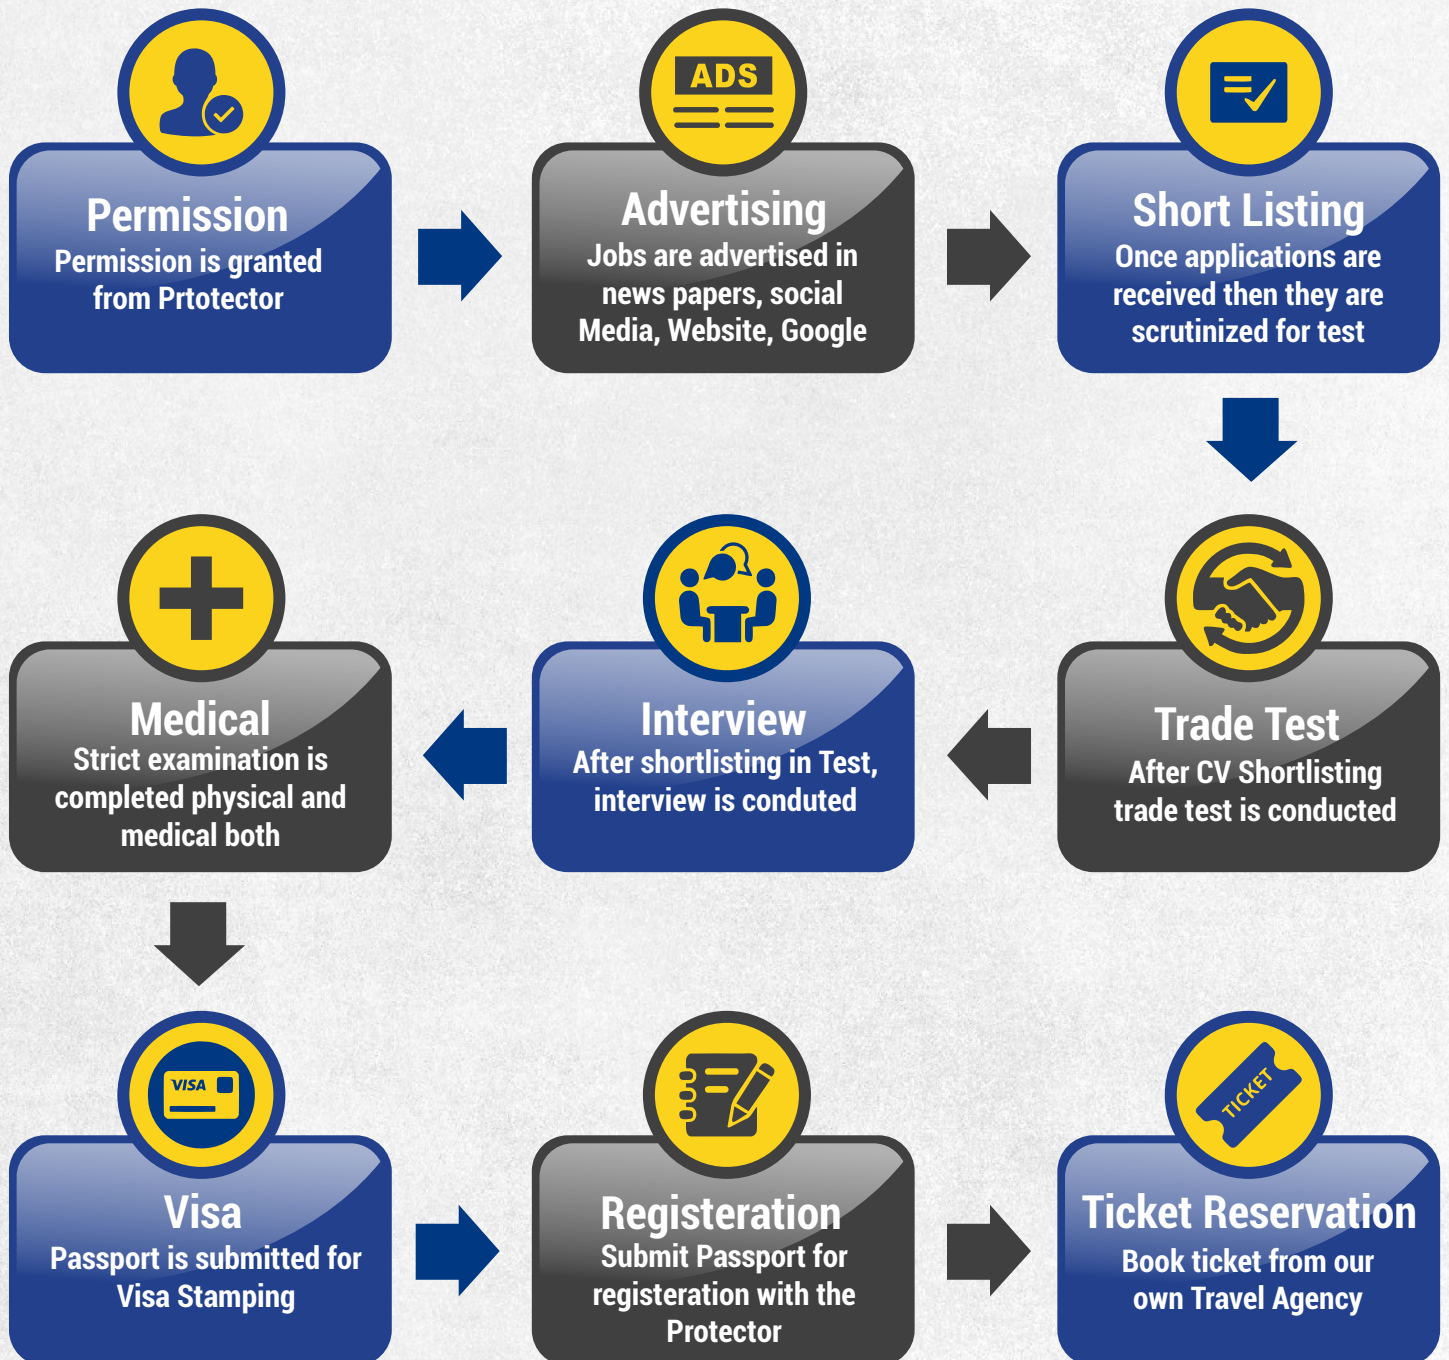 Permission
Permission is granted
from Prtotector
ADS
Advertising
Jobs are advertised in
news papers, social
Media, Website, Google
Short Listing
Once applications are
received then they are
scrutinized for test
Trade Test
After CV Shortlisting
trade test is conducted
Interview
After shortlisting in Test,
interview is conduted
Medical
Strict examination is
completed physical and
medical both
VISA
Visa
Passport is submitted for
Visa Stamping
Registeration
Submit Passport for
registeration with the
Protector
TICKET
Ticket Reservation
Book ticket from our
own Travel Agency